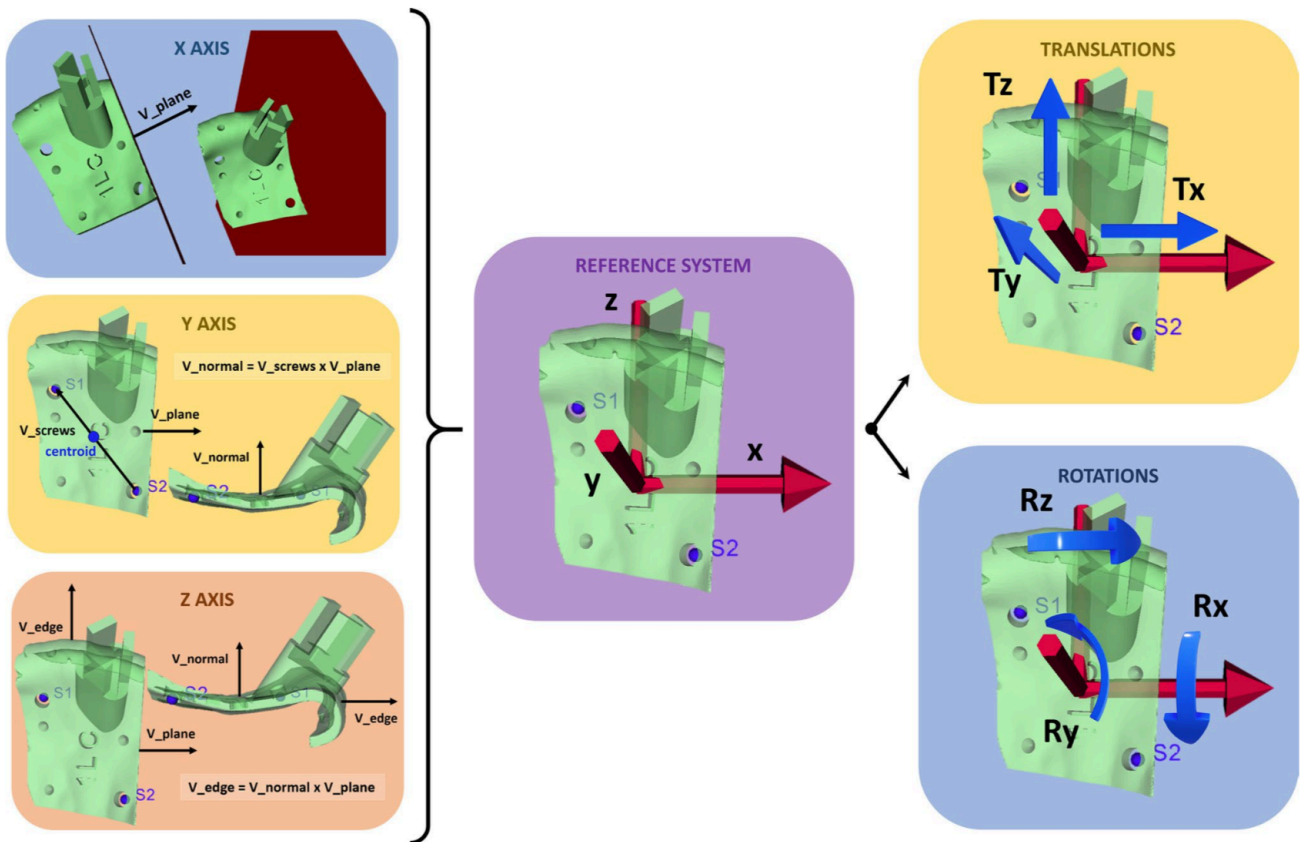 X AXIS
V_plane
1LC
Y AXIS
V_normal = V_screws x V_plane
S1
V_plane
V_screws
centroid
V_normal
S2
S2
S1
Z AXIS
V_edge
V_normal
S1
S2
S1
V_edge
V_plane
1LC
S2
V_edge = V_normal x V_plane
REFERENCE SYSTEM
z
S1
x
y
S2
TRANSLATIONS
Tz
S1
Tx
Ty
S2
ROTATIONS
Rz
S1
Rx
Ry
S2